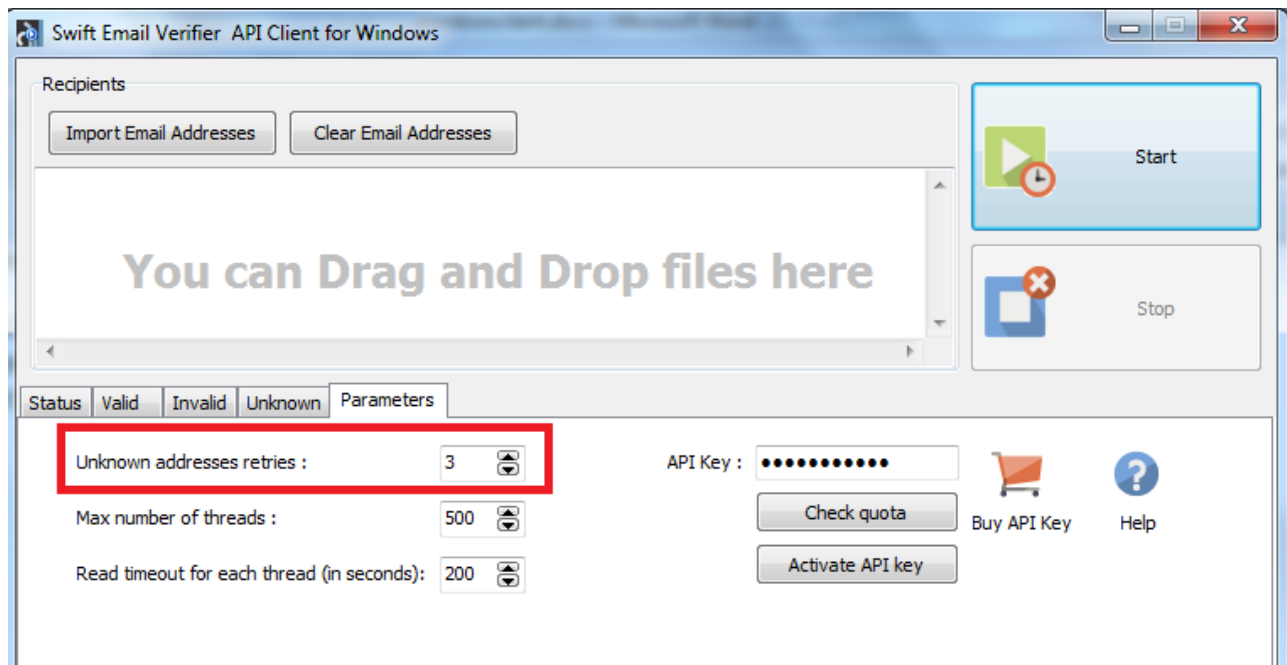 Swift Email Verifier API Client for Windows
Recipients
Import Email Addresses Clear Email Addresses
Start
You can Drag and Drop files here
Stop
Status Valid Invalid Unknown Parameters
Unknown addresses retries : 3 API Key : •••••••••••
Max number of threads : 500 Check quota Buy API Key Help
Read timeout for each thread (in seconds): 200 Activate API key